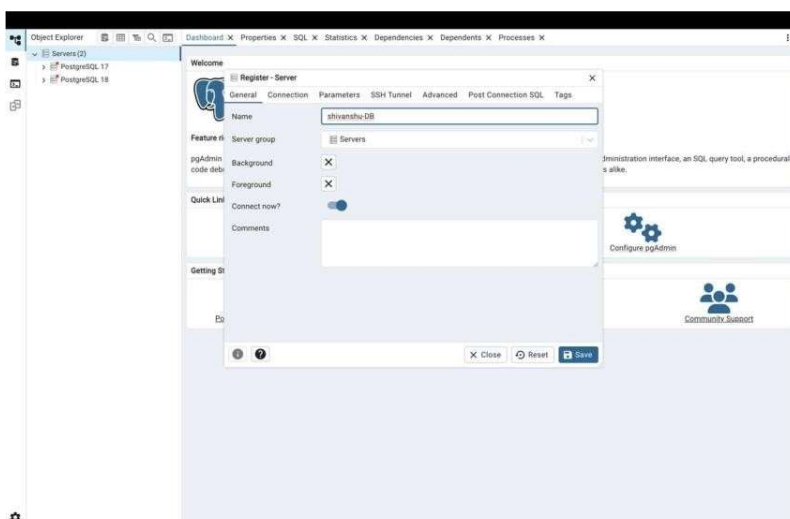 Object Explorer
Dashboard X Properties X SQL X Statistics X Dependencies X Dependents X Processes X
Servers (2)
PostgreSQL 17
PostgreSQL 18
Welcome
Register - Server
General Connection Parameters SSH Tunnel Advanced Post Connection SQL Tags
Name shivanshu-DB
Feature ri
Server group Servers
pgAdmin
dministration interface, an SQL query tool, a procedural
code deb
s alike.
Background
Foreground
Quick Lin
Connect now?
Comments
Configure pgAdmin
Getting St
Po
Community Support
Close Reset Save